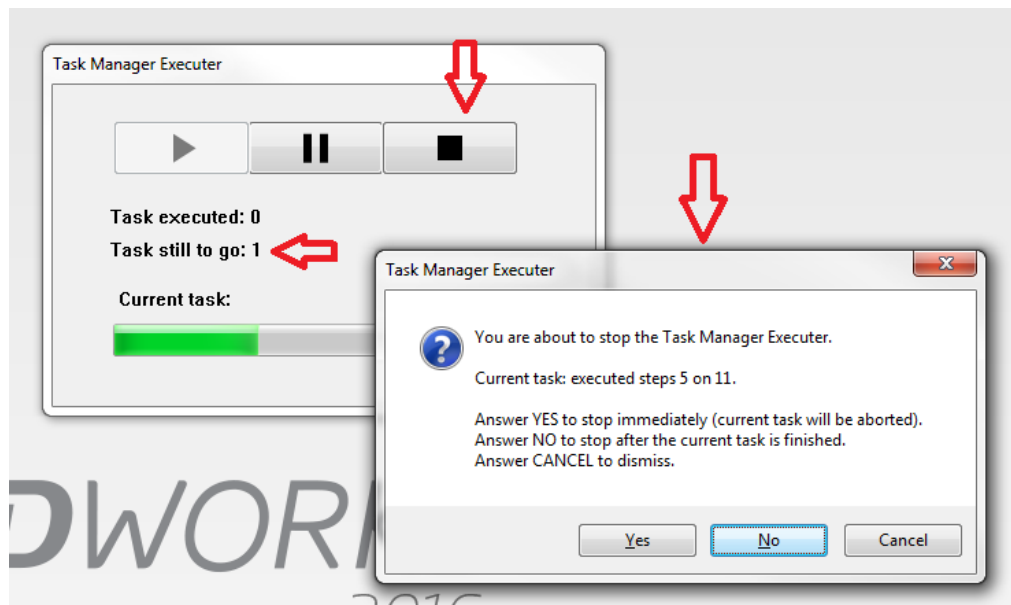 Task Manager Executer
Task executed: 0
Task still to go: 1
Current task:
Task Manager Executer
You are about to stop the Task Manager Executer.
Current task: executed steps 5 on 11.
Answer YES to stop immediately (current task will be aborted).
Answer NO to stop after the current task is finished.
Answer CANCEL to dismiss.
Yes
No
Cancel
DWOR
2016